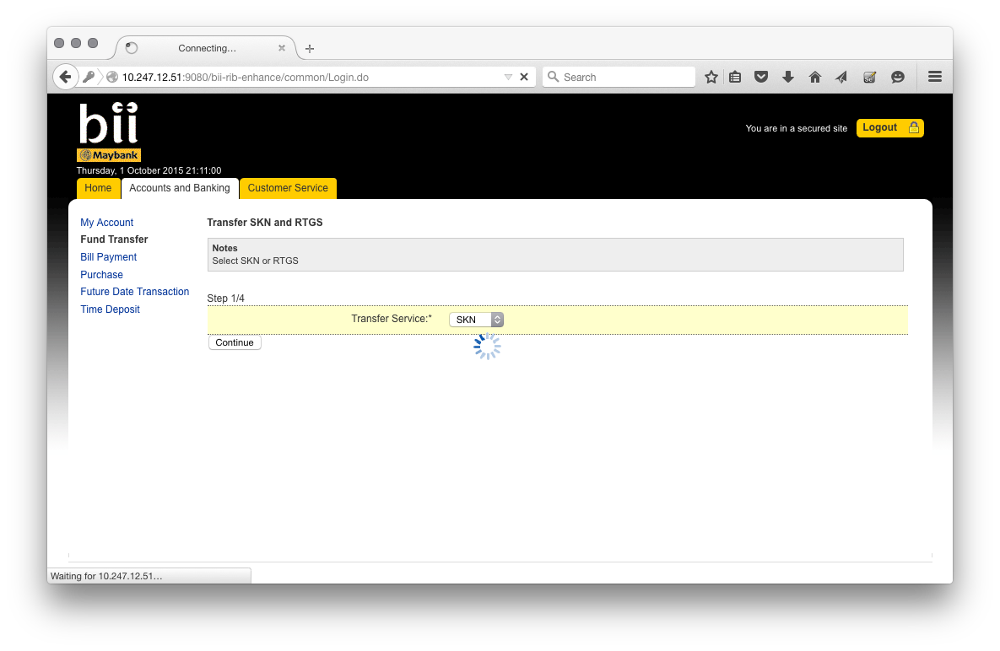 Connecting...
10.247.12.51:9080/bii-rib-enhance/common/Login.do
Search
bii
Maybank
You are in a secured site
Logout
Thursday, 1 October 2015 21:11:00
Home
Accounts and Banking
Customer Service
My Account
Fund Transfer
Bill Payment
Purchase
Future Date Transaction
Time Deposit
Transfer SKN and RTGS
Notes
Select SKN or RTGS
Step 1/4
Transfer Service:*
SKN
Continue
Waiting for 10.247.12.51...